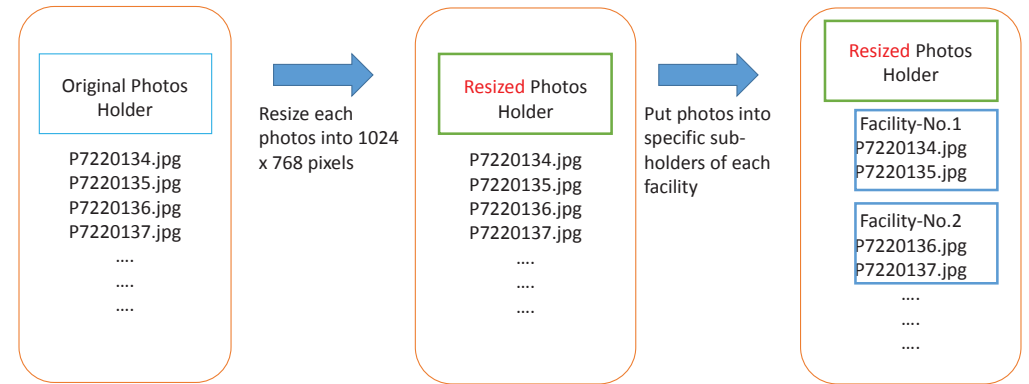 Original Photos
Holder
P7220134.jpg
P7220135.jpg
P7220136.jpg
P7220137.jpg
....
....
....
Resize each
photos into 1024
x 768 pixels
Resized Photos
Holder
P7220134.jpg
P7220135.jpg
P7220136.jpg
P7220137.jpg
....
....
....
Put photos into
specific sub-
holders of each
facility
Resized Photos
Holder
Facility-No.1
P7220134.jpg
P7220135.jpg
Facility-No.2
P7220136.jpg
P7220137.jpg
....
....
....